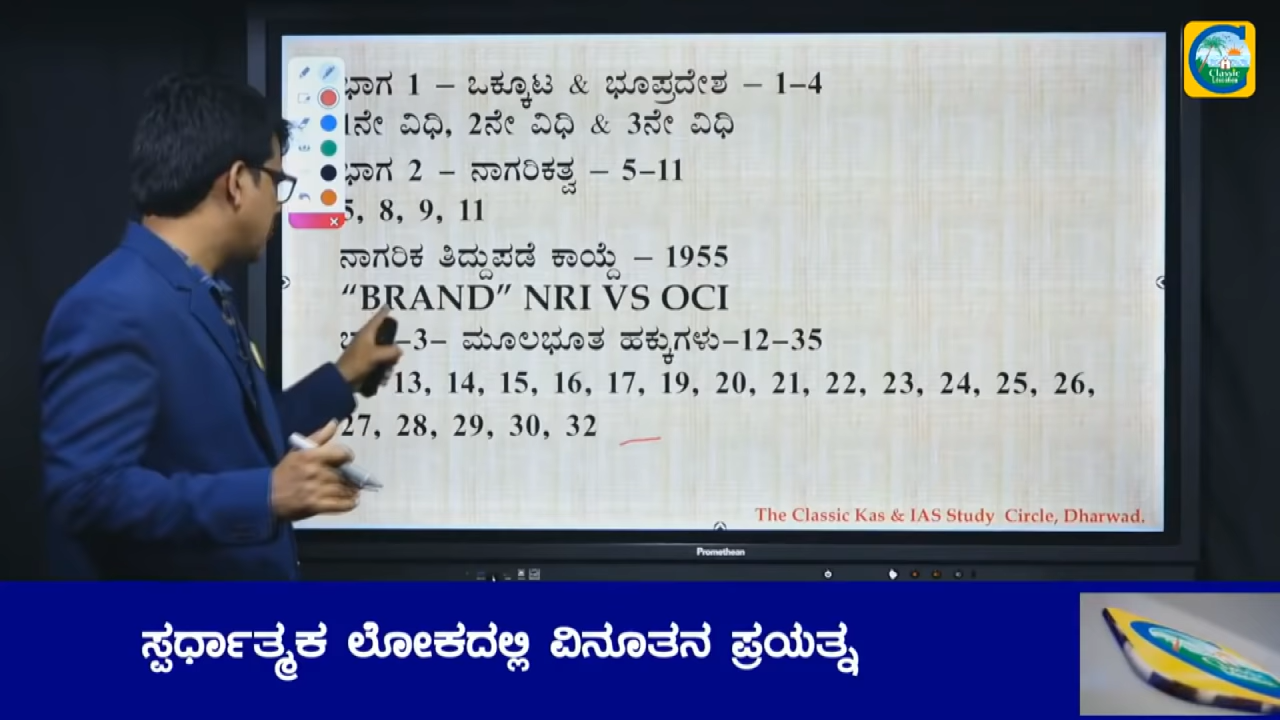 ಭಾಗ 1 – ಒಕ್ಕೂಟ & ಭೂಪ್ರದೇಶ – 1–4
1ನೇ ವಿಧಿ, 2ನೇ ವಿಧಿ & 3ನೇ ವಿಧಿ
ಭಾಗ 2 – ನಾಗರಿಕತ್ವ – 5–11
5, 8, 9, 11
ನಾಗರಿಕ ತಿದ್ದುಪಡೆ ಕಾಯ್ದೆ – 1955
“BRAND” NRI VS OCI
–3– ಮೂಲಭೂತ ಹಕ್ಕುಗಳು–12–35
13, 14, 15, 16, 17, 19, 20, 21, 22, 23, 24, 25, 26,
27, 28, 29, 30, 32
The Classic Kas & IAS Study Circle, Dharwad.
Promethean
Classic
ಸ್ಪರ್ಧಾತ್ಮಕ ಲೋಕದಲ್ಲಿ ವಿನೂತನ ಪ್ರಯತ್ನ